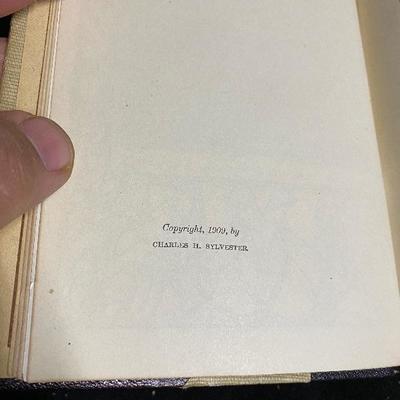 Copyright, 1909, by
CHARLES H. SYLVESTER